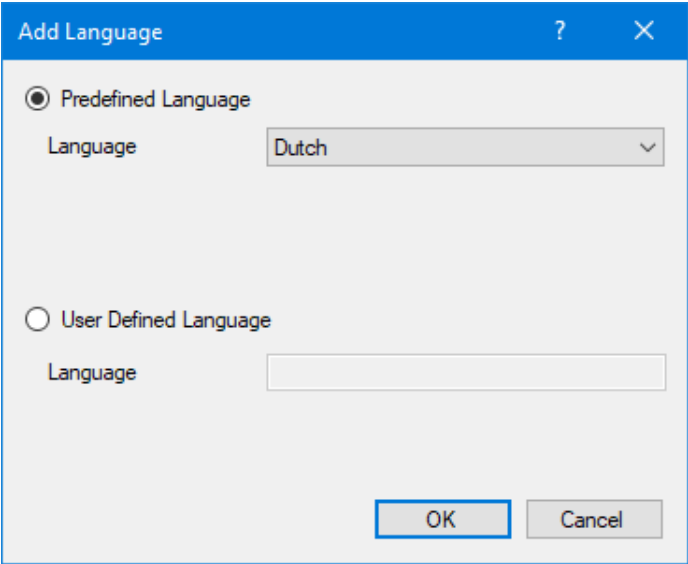 Add Language ?
Predefined Language
Language Dutch
User Defined Language
Language
OK Cancel